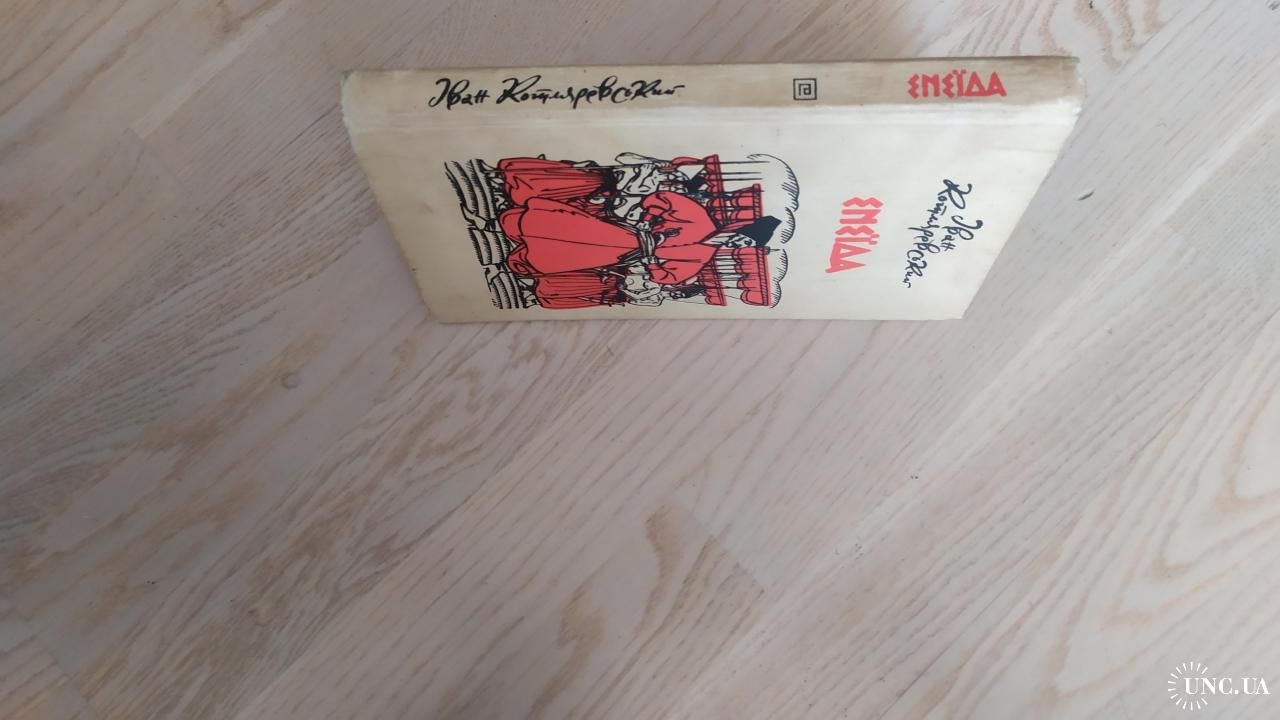 Іван Котляревський
ЕНЕЇДА
Іван
Котляревський
ЕНЕЇДА
UNC.UA